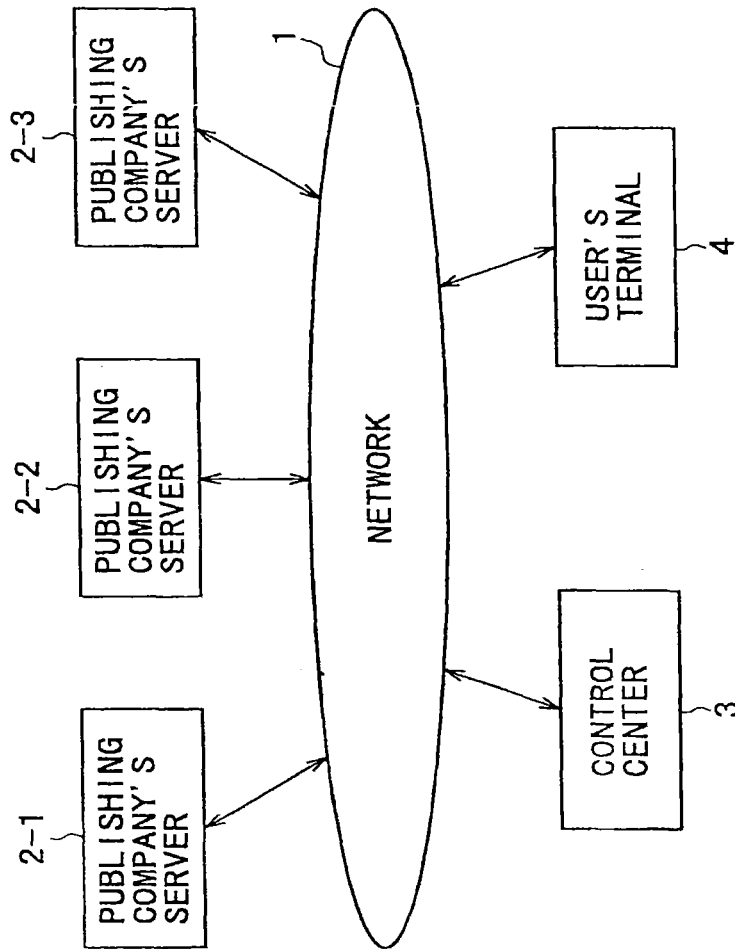 2-1
PUBLISHING
COMPANY'S
SERVER
2-2
PUBLISHING
COMPANY'S
SERVER
2-3
PUBLISHING
COMPANY'S
SERVER
1
NETWORK
CONTROL
CENTER
3
USER'S
TERMINAL
4